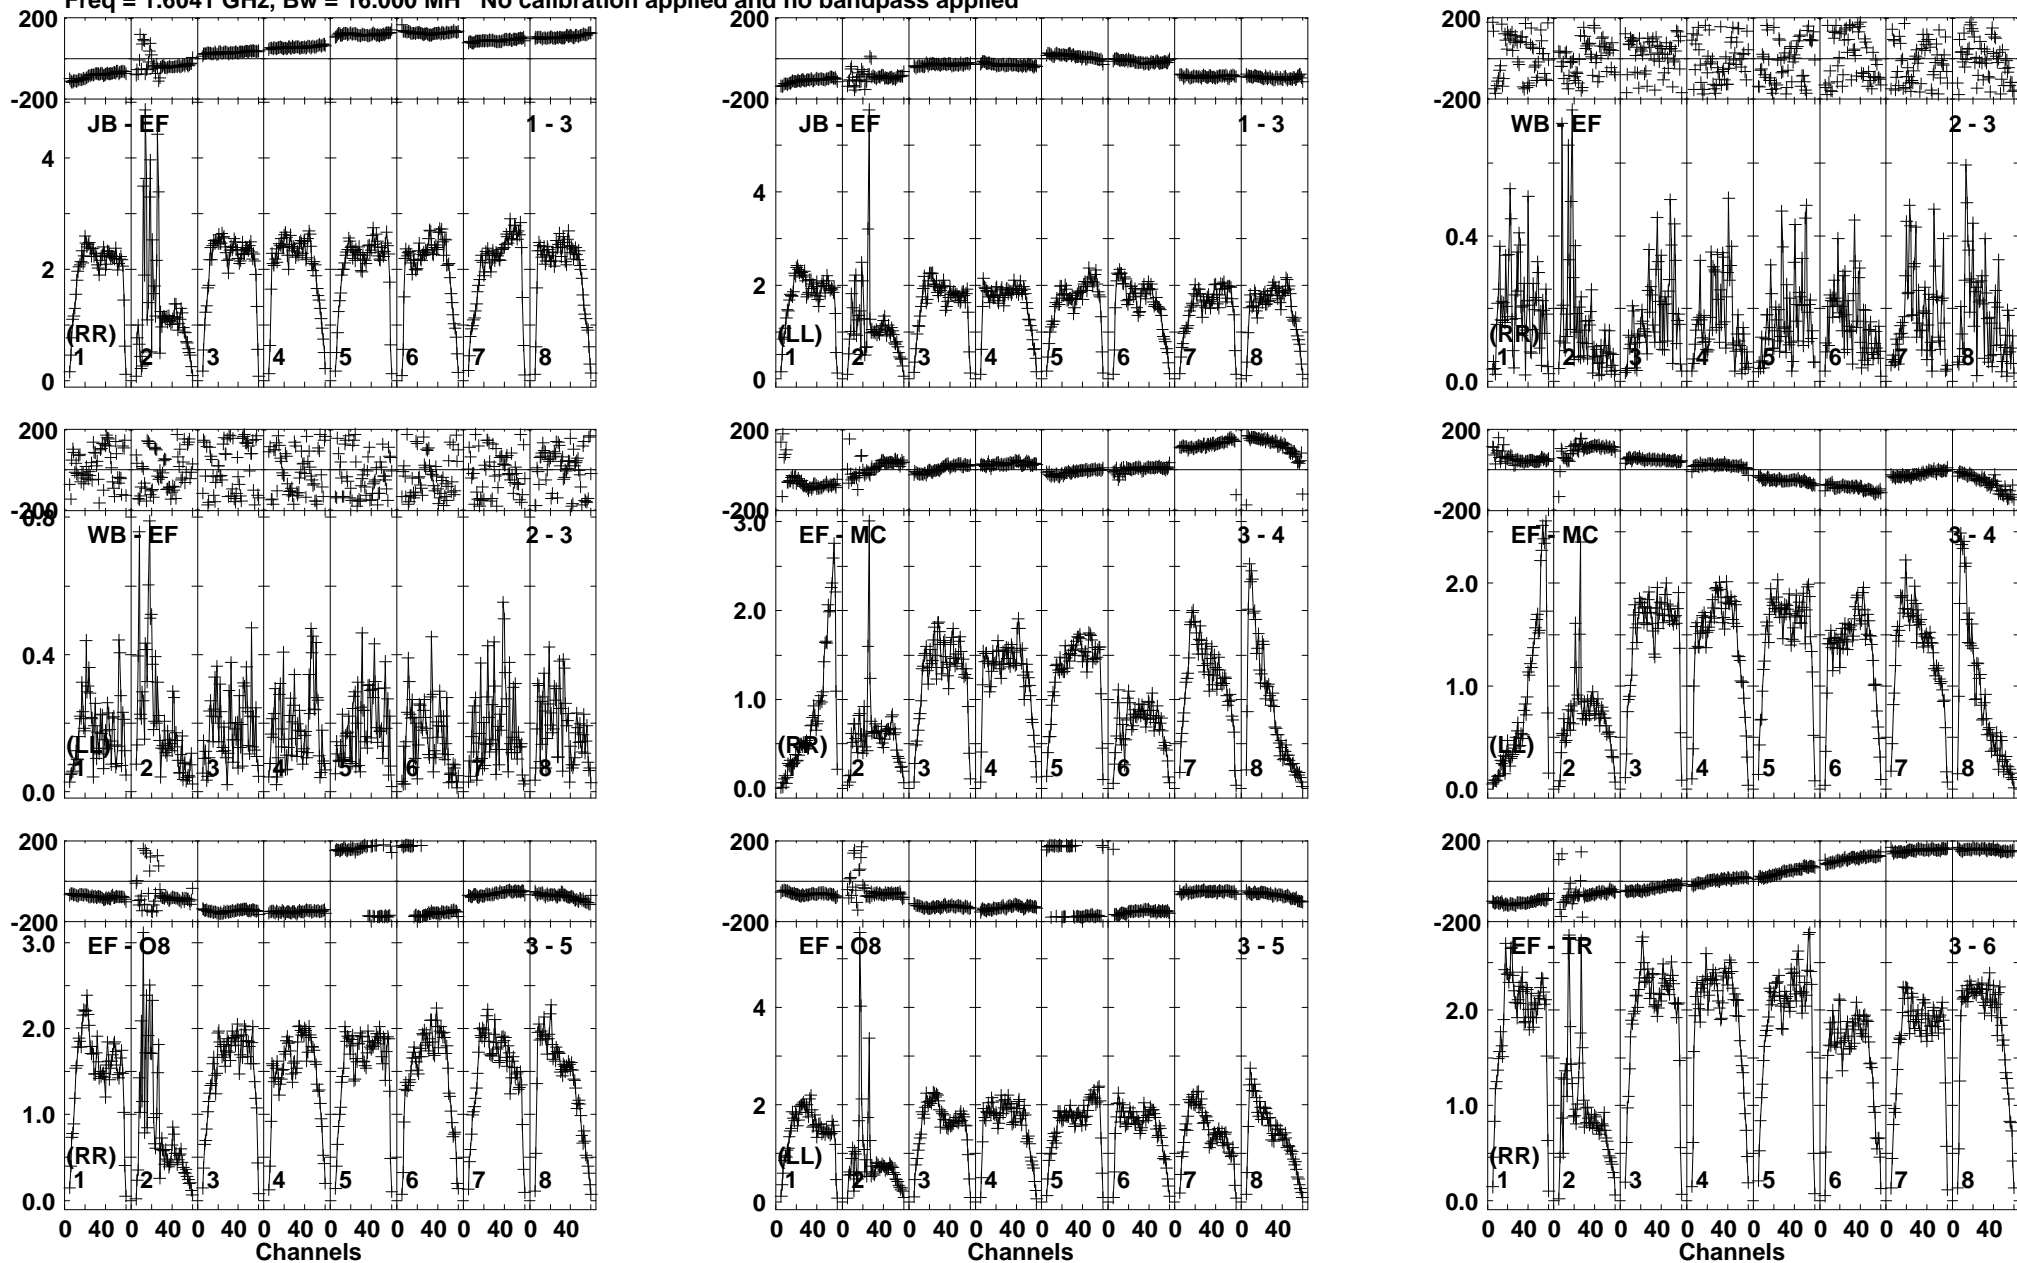 Freq = 1.6041 GHz, Bw = 16.000 MH No calibration applied and no bandpass applied
200 200 200
-200 -200 -200
JB - EF 1 - 3 JB - EF 1 - 3 WB - EF 2 - 3
4 6
4 0.4
2 2
(RR) (LL) (RR)
1 2 3 4 5 6 7 8 1 2 3 4 5 6 7 8 1 2 3 4 5 6 7 8
0 0 0.0
200 200 200
-200 -200 -200
0.8 3.0
WB - EF 2 - 3 EF - MC 3 - 4 EF - MC 3 - 4
2.0 2.0
0.4 1.0 1.0
(LL) (RR) (LL)
1 2 3 4 5 6 7 8 1 2 3 4 5 6 7 8 1 2 3 4 5 6 7 8
0.0 0.0 0.0
200 200 200
-200 -200 -200
3.0
EF - O8 3 - 5 EF - O8 3 - 5 EF - TR 3 - 6
2.0 4 2.0
1.0 2 1.0
(RR) (LL) (RR)
1 2 3 4 5 6 7 8 1 2 3 4 5 6 7 8 1 2 3 4 5 6 7 8
0.0 0 0.0
0 40 0 40 0 40 0 40 0 40 0 40 0 40 0 40 0 40 0 40 0 40 0 40 0 40 0 40 0 40 0 40 0 40 0 40 0 40 0 40 0 40 0 40 0 40 0 40
Channels Channels